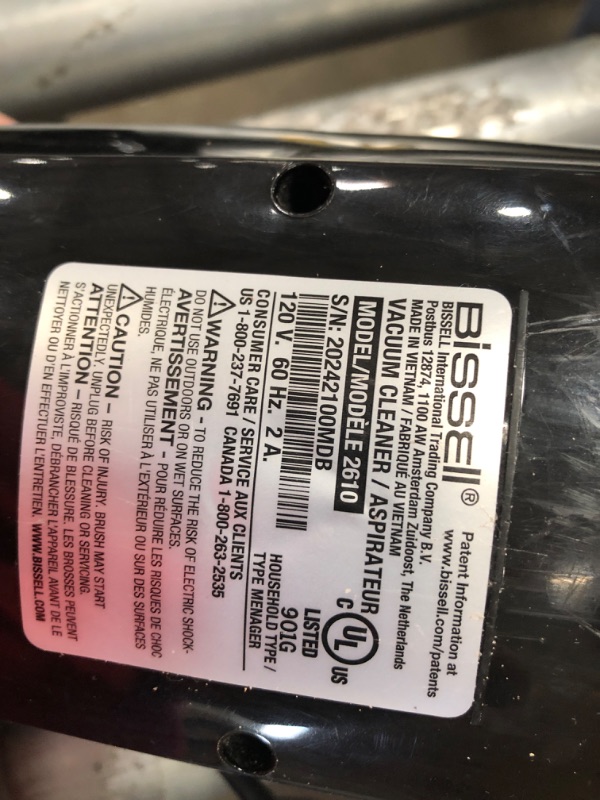 BISSELL®
Patent Information at
www.bissell.com/patents
BISSELL International Trading Company B.V.
Postbus 12874, 1100 AW Amsterdam Zuidoost, The Netherlands
MADE IN VIETNAM / FABRIQUÉ AU VIETNAM
VACUUM CLEANER / ASPIRATEUR
MODEL/MODÈLE 2610
S/N: 20242100MDB
C UL US
LISTED
901G
120 V. 60 Hz. 2 A.
HOUSEHOLD TYPE /
TYPE MENAGER
CONSUMER CARE / SERVICE AUX CLIENTS
US 1-800-237-7691 CANADA 1-800-263-2535
WARNING - TO REDUCE THE RISK OF ELECTRIC SHOCK-
DO NOT USE OUTDOORS OR ON WET SURFACES.
AVERTISSEMENT - POUR RÉDUIRE LES RISQUES DE CHOC
ÉLECTRIQUE, NE PAS UTILISER À L'EXTÉRIEUR OU SUR DES SURFACES
HUMIDES.
CAUTION - RISK OF INJURY. BRUSH MAY START
UNEXPECTEDLY. UNPLUG BEFORE CLEANING OR SERVICING.
ATTENTION - RISQUE DE BLESSURE. LES BROSSES PEUVENT
S'ACTIONNER À L'IMPROVISTE, DÉBRANCHER L'APPAREIL AVANT DE LE
NETTOYER OU D'EN EFFECTUER L'ENTRETIEN. WWW.BISSELL.COM